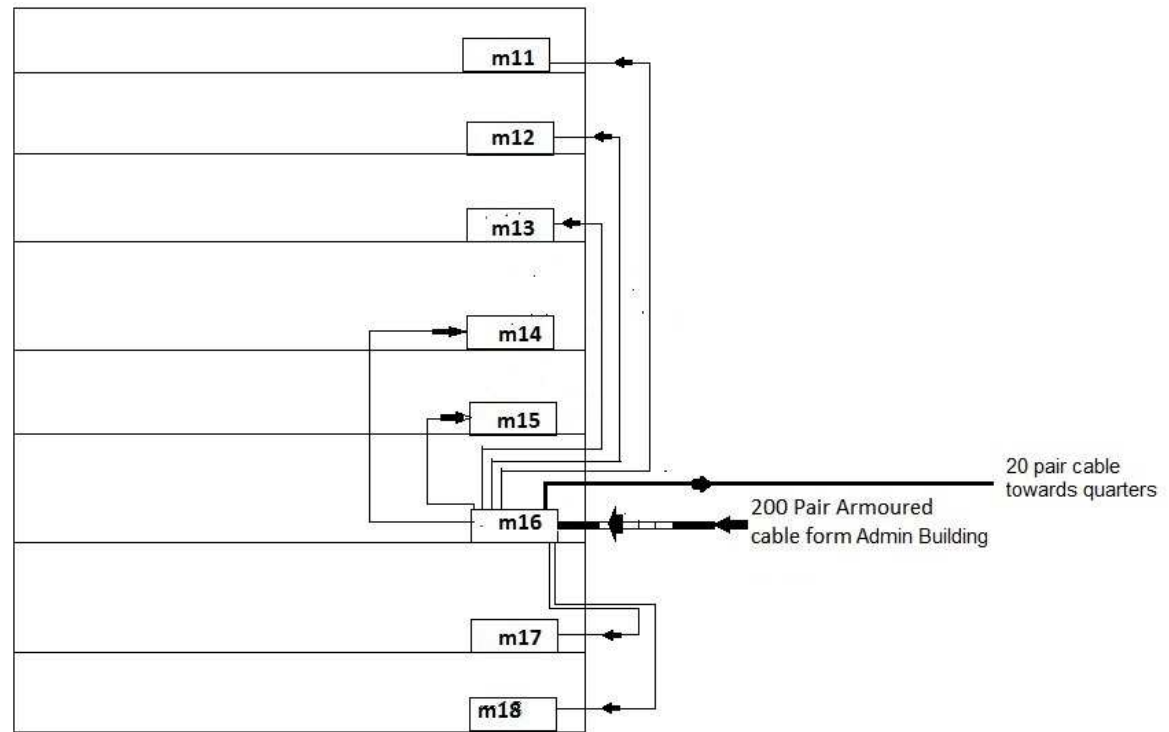 m11
m12
m13
m14
m15
20 pair cable
towards quarters
m16
200 Pair Armoured
cable form Admin Building
m17
m18